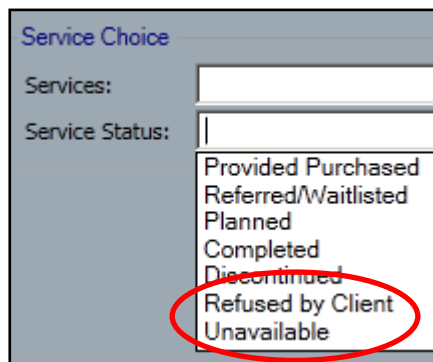 Service Choice
Services:
Service Status:
Provided Purchased
Referred/Waitlisted
Planned
Completed
Discontinued
Refused by Client
Unavailable